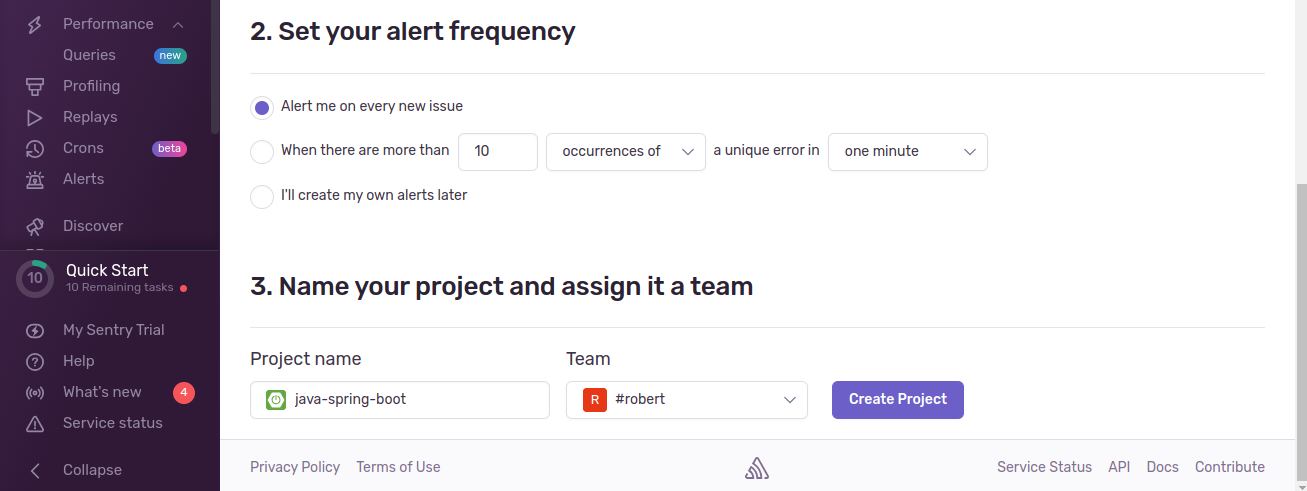 Performance
Queries new
Profiling
Replays
Crons beta
Alerts
Discover
10 Quick Start
10 Remaining tasks
My Sentry Trial
Help
What's new 4
Service status
Collapse
2. Set your alert frequency
Alert me on every new issue
When there are more than 10 occurrences of a unique error in one minute
I'll create my own alerts later
3. Name your project and assign it a team
Project name Team
java-spring-boot R #robert Create Project
Privacy Policy Terms of Use Service Status API Docs Contribute